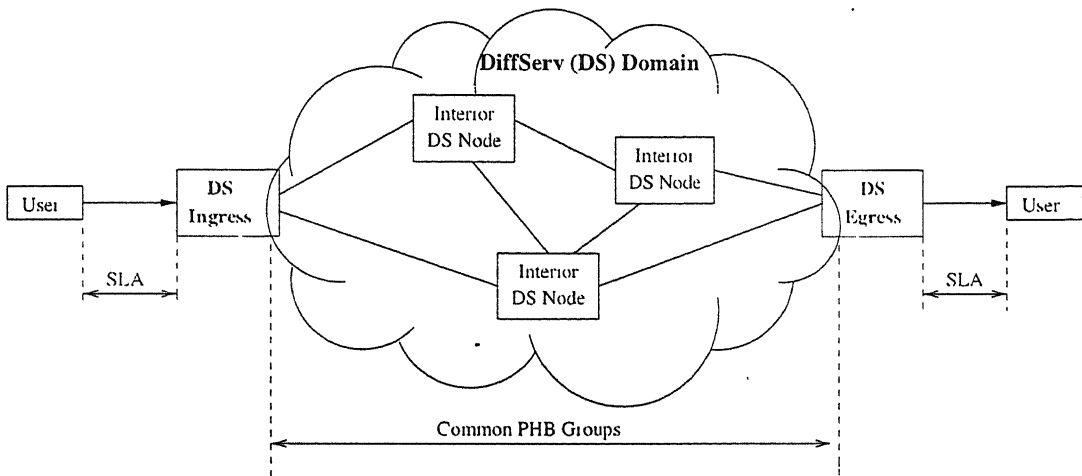 DiffServ (DS) Domain
Interior
DS Node
Interior
DS Node
User
DS
Ingress
DS
Egress
User
Interior
DS Node
SLA
SLA
Common PHB Groups